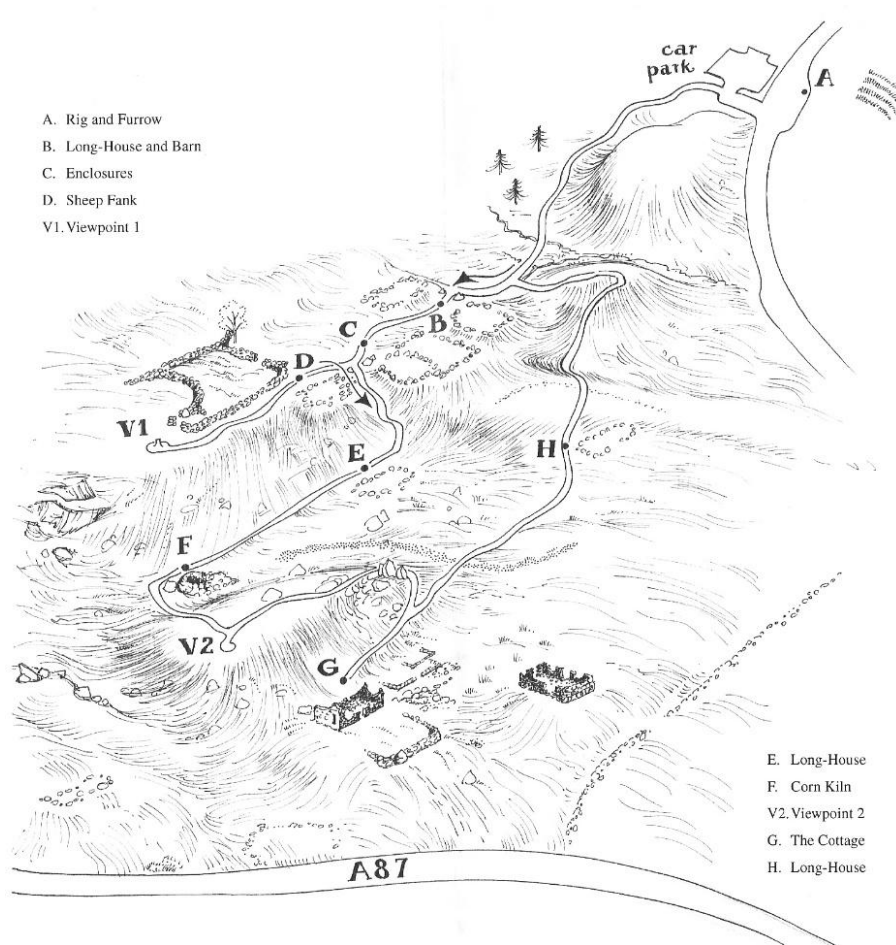 car
park
A
A. Rig and Furrow
B. Long-House and Barn
C. Enclosures
D. Sheep Fank
V1. Viewpoint 1
B
C
D
V1
H
E
F
V2
G
E. Long-House
F. Corn Kiln
V2. Viewpoint 2
G. The Cottage
H. Long-House
A87